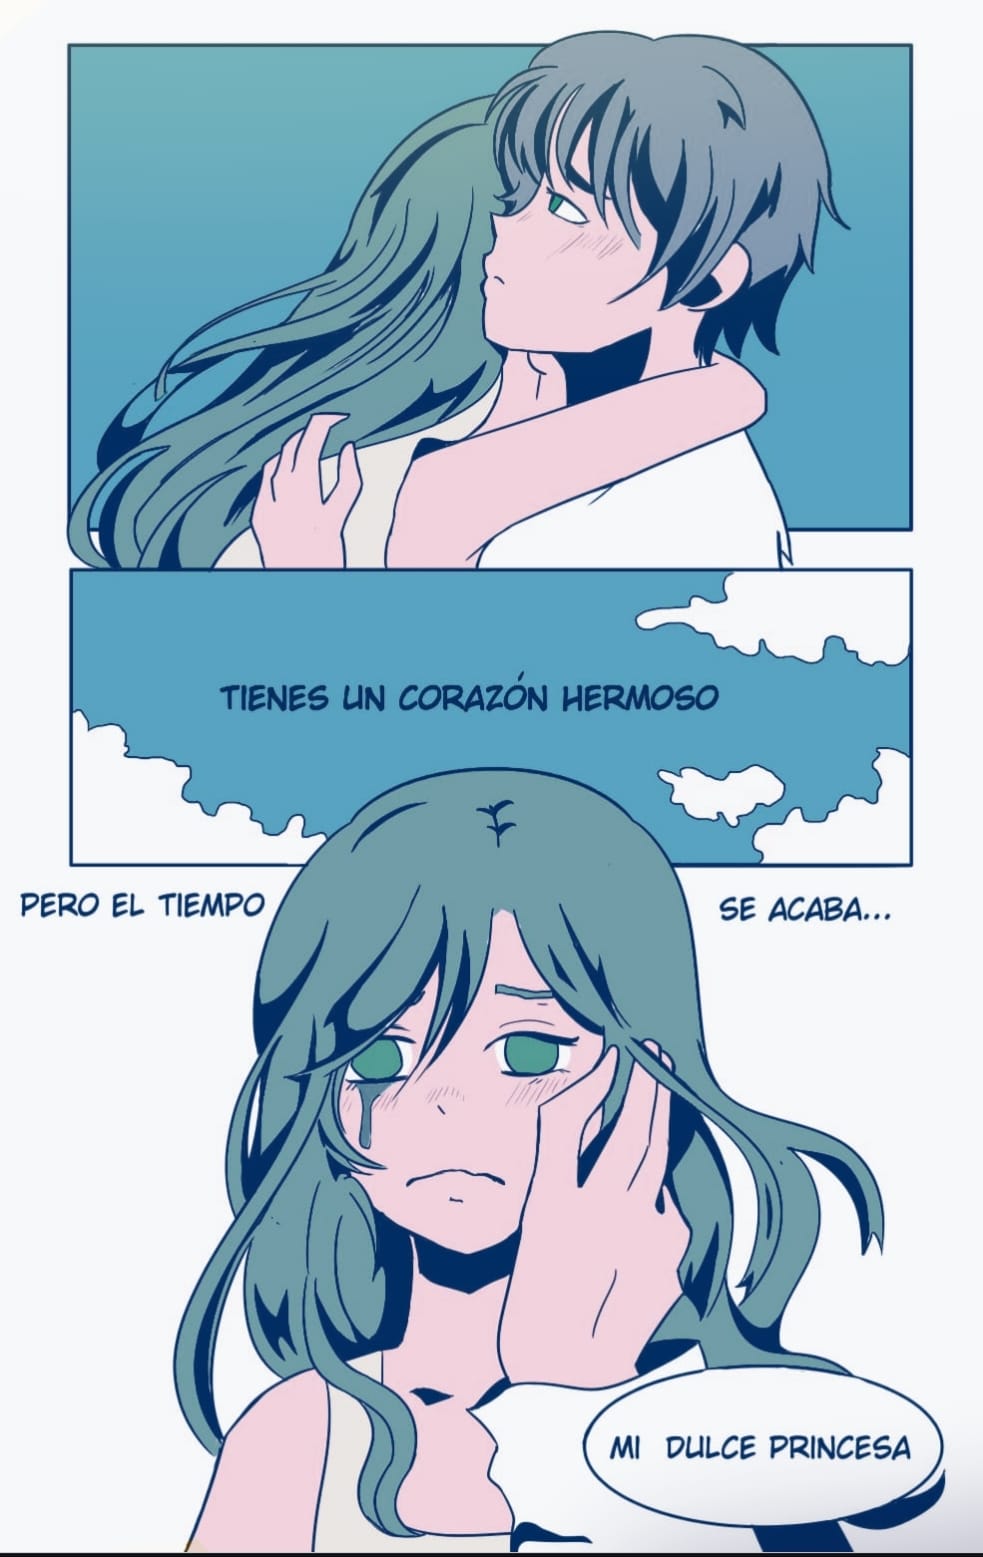 TIENES UN CORAZÓN HERMOSO
PERO EL TIEMPO
SE ACABA...
MI DULCE PRINCESA